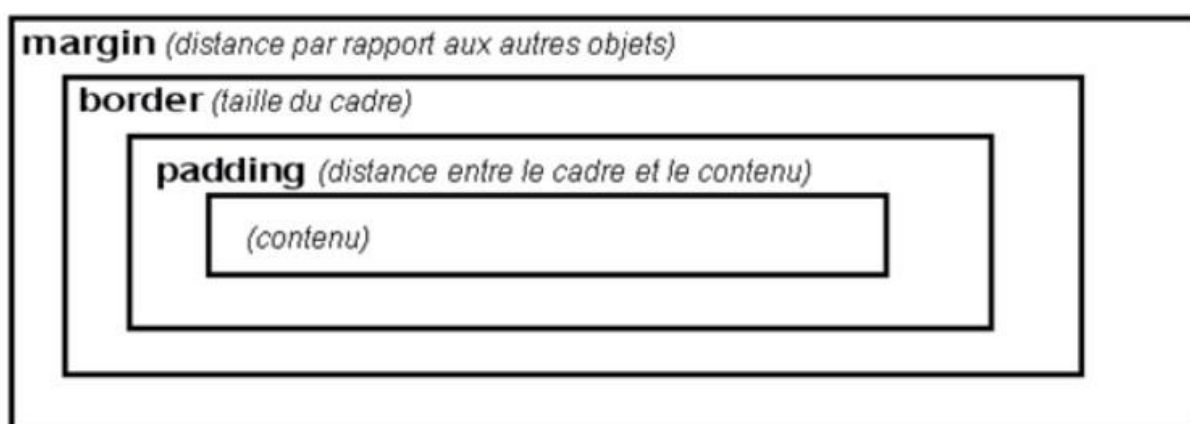 margin (distance par rapport aux autres objets)
border (taille du cadre)
padding (distance entre le cadre et le contenu)
(contenu)